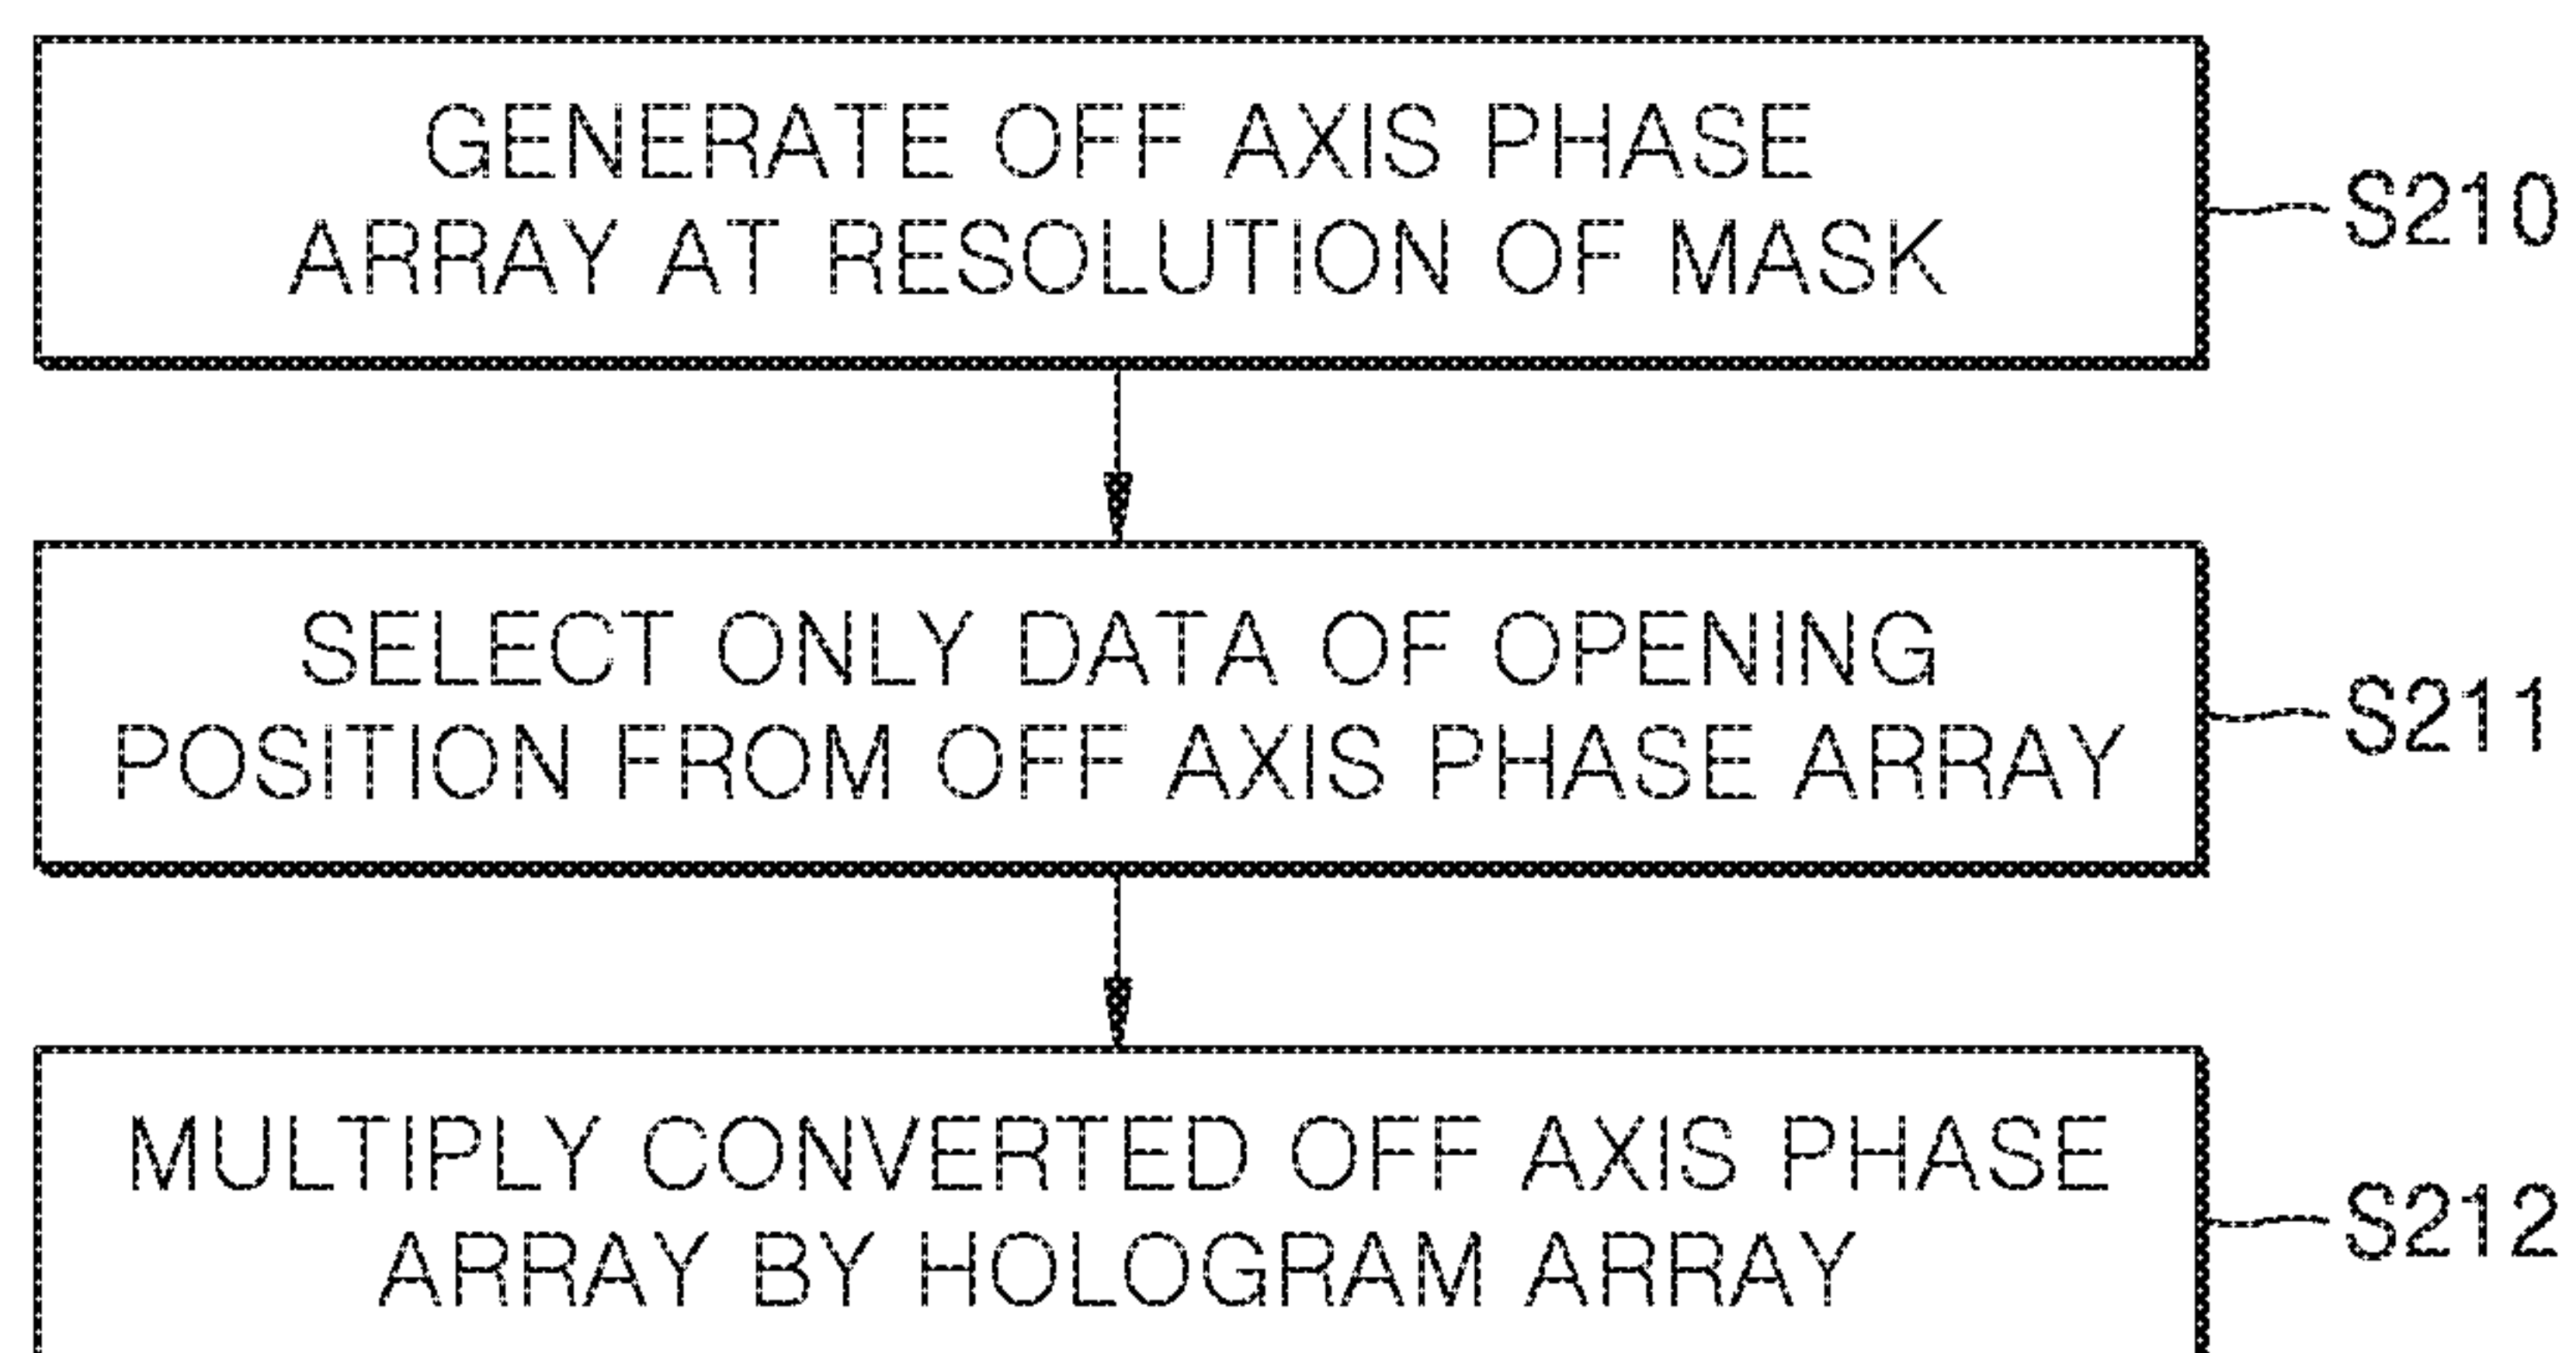 GENERATE OFF AXIS PHASE
ARRAY AT RESOLUTION OF MASK
S210
SELECT ONLY DATA OF OPENING
POSITION FROM OFF AXIS PHASE ARRAY
S211
MULTIPLY CONVERTED OFF AXIS PHASE
ARRAY BY HOLOGRAM ARRAY
S212